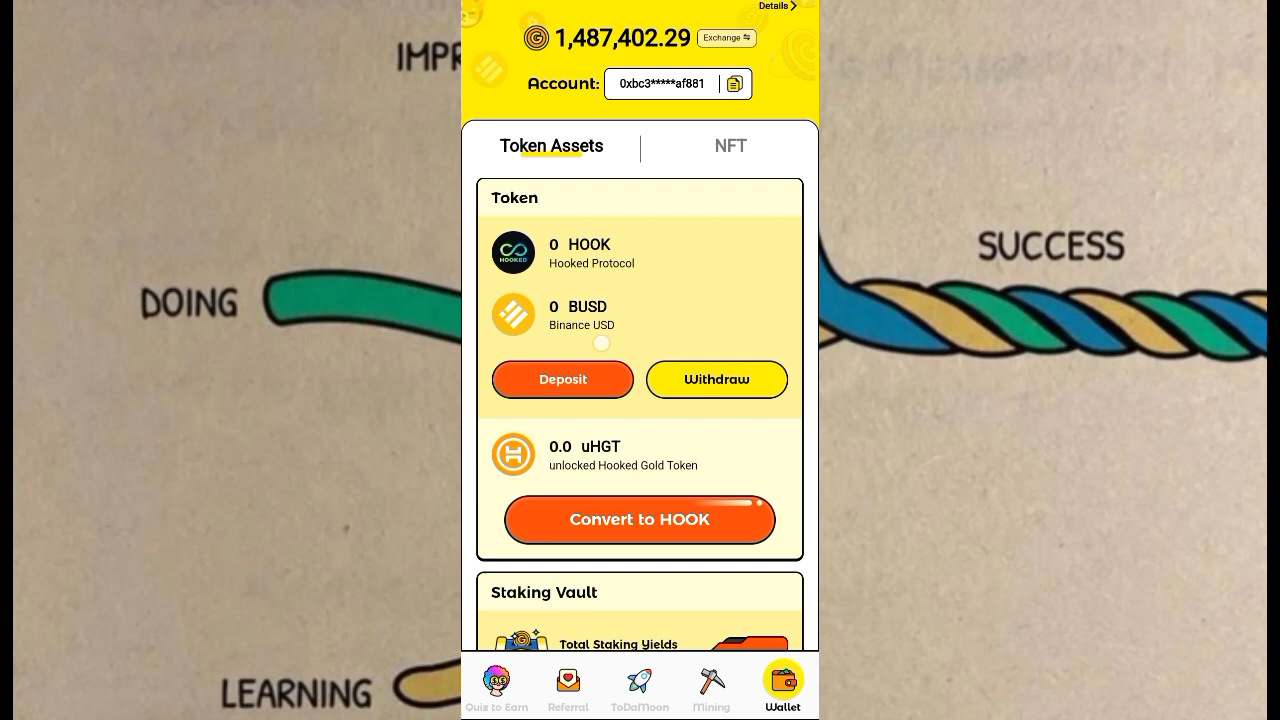 Details
1,487,402.29 Exchange
Account: 0xbc3*****af881
Token Assets NFT
Token
HOOKED
0 HOOK
Hooked Protocol
0 BUSD
Binance USD
Deposit Withdraw
0.0 uHGT
unlocked Hooked Gold Token
Convert to HOOK
Staking Vault
Total Staking Yields
Quiz to Earn Referral ToDaMoon Mining Wallet
DOING
SUCCESS
LEARNING